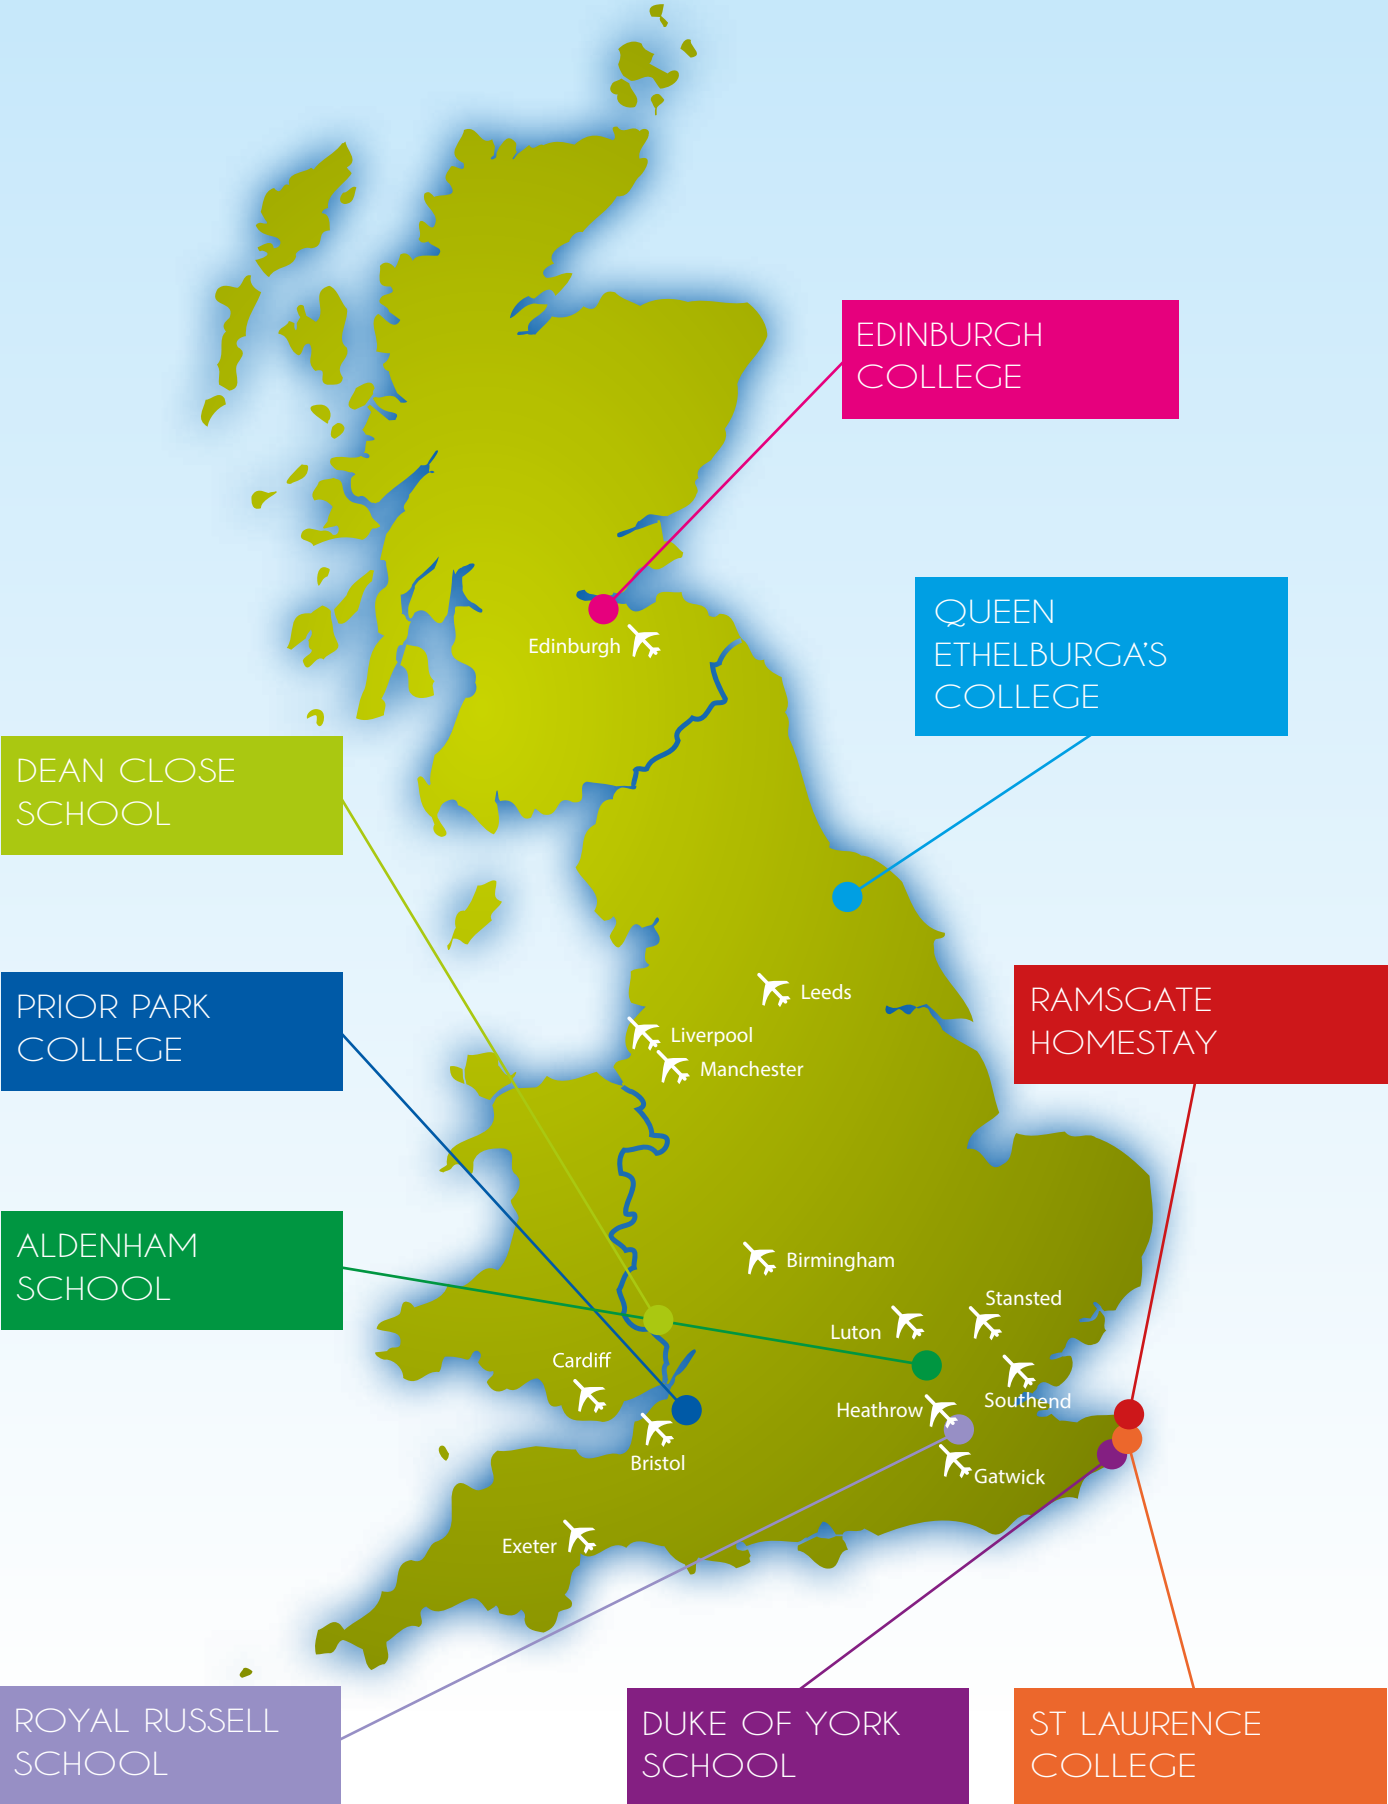 EDINBURGH
COLLEGE
QUEEN
ETHELBURGA'S
COLLEGE
Edinburgh
DEAN CLOSE
SCHOOL
PRIOR PARK
COLLEGE
Leeds
Liverpool
Manchester
RAMSGATE
HOMESTAY
ALDENHAM
SCHOOL
Birmingham
Stansted
Luton
Cardiff
Southend
Heathrow
Bristol
Gatwick
Exeter
ROYAL RUSSELL
SCHOOL
DUKE OF YORK
SCHOOL
ST LAWRENCE
COLLEGE